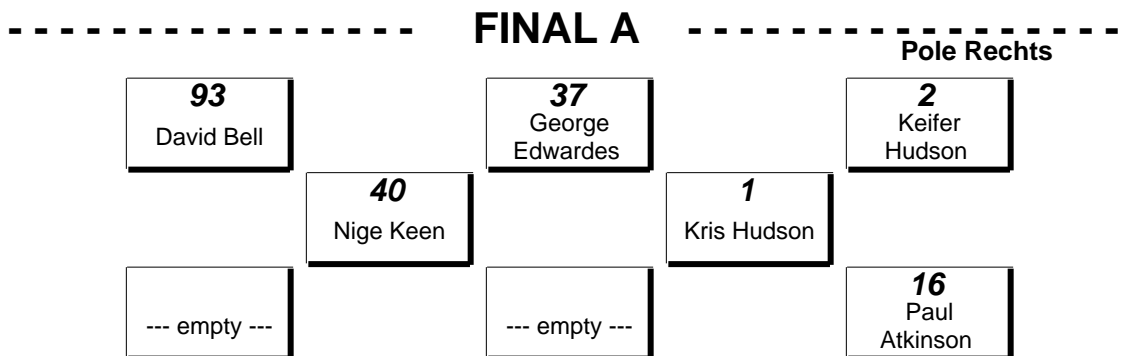 FINAL A
Pole Rechts
93
David Bell
37
George
Edwardes
2
Keifer
Hudson
40
Nige Keen
1
Kris Hudson
--- empty ---
--- empty ---
16
Paul
Atkinson